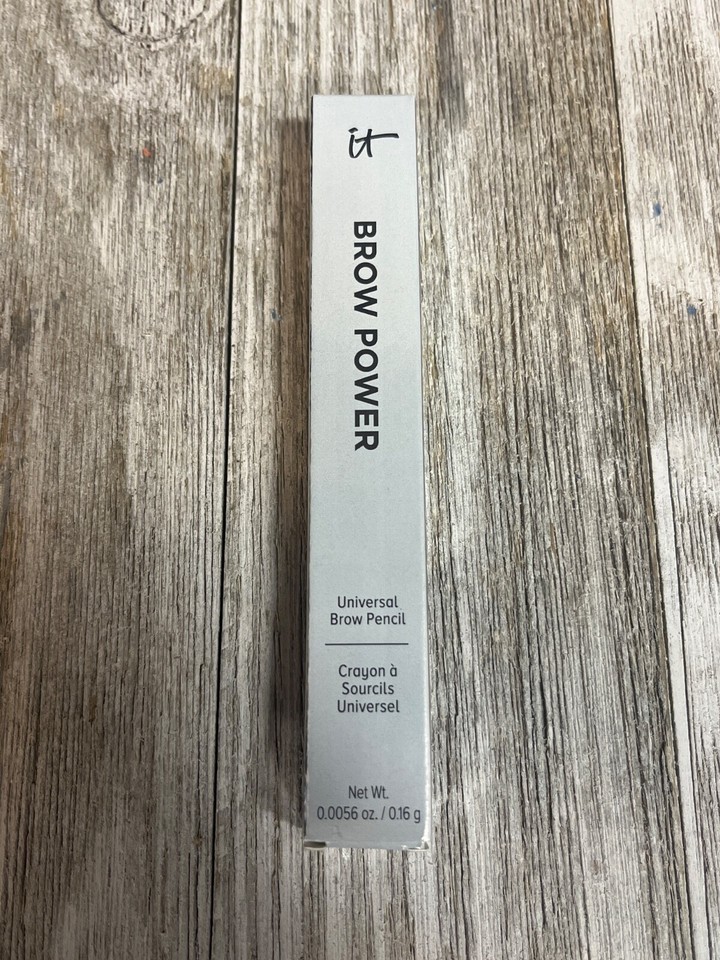 it
BROW POWER
Universal
Brow Pencil
Crayon à
Sourcils
Universel
Net Wt.
0.0056 oz. / 0.16 g